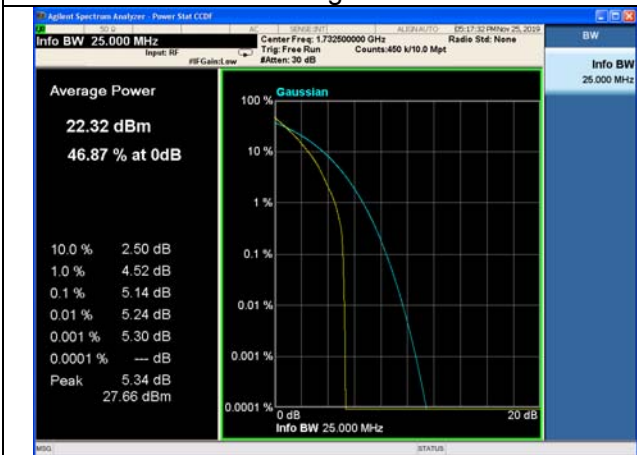 Agilent Spectrum Analyzer - Power Stat CCDF
50 Ω AC SENSE:INT ALIGNAUTO 05:17:32 PM Nov 25, 2019
Info BW 25.000 MHz
Center Freq: 1.732500000 GHz
Radio Std: None
Input: RF
Trig: Free Run
Counts:450 k/10.0 Mpt
#IFGain:Low
#Atten: 30 dB
BW
Info BW
25.000 MHz
Average Power
22.32 dBm
46.87 % at 0dB
10.0 % 2.50 dB
1.0 % 4.52 dB
0.1 % 5.14 dB
0.01 % 5.24 dB
0.001 % 5.30 dB
0.0001 % --- dB
Peak 5.34 dB
27.66 dBm
Gaussian
100 %
10 %
1 %
0.1 %
0.01 %
0.001 %
0.0001 %
0 dB
20 dB
Info BW 25.000 MHz
MSG
STATUS